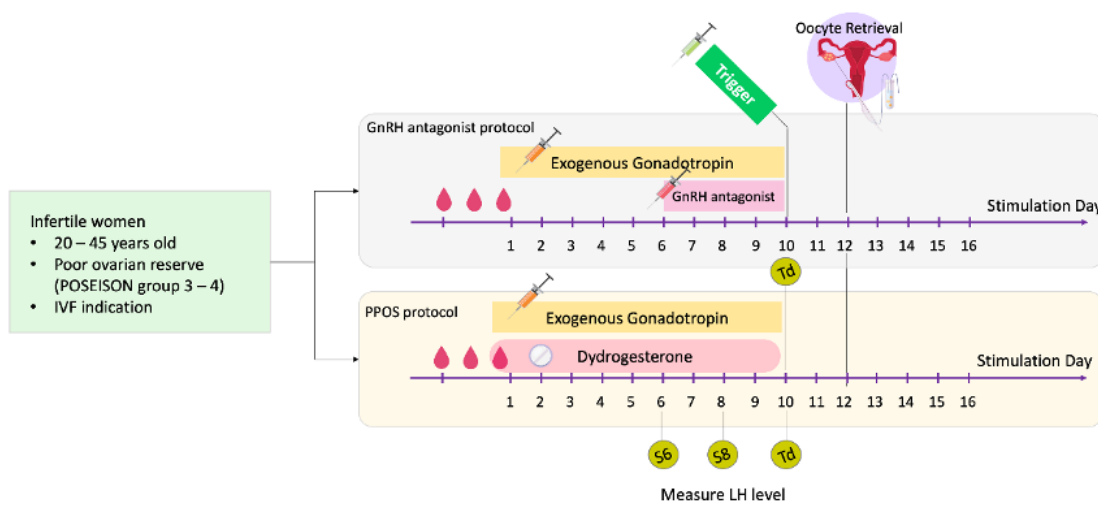 Oocyte Retrieval
Trigger
GnRH antagonist protocol
Exogenous Gonadotropin
GnRH antagonist
Stimulation Day
1 2 3 4 5 6 7 8 9 10 11 12 13 14 15 16
Td
Infertile women
• 20 – 45 years old
• Poor ovarian reserve
(POSEISON group 3 – 4)
• IVF indication
PPOS protocol
Exogenous Gonadotropin
Dydrogesterone
Stimulation Day
1 2 3 4 5 6 7 8 9 10 11 12 13 14 15 16
S6 S8 Td
Measure LH level